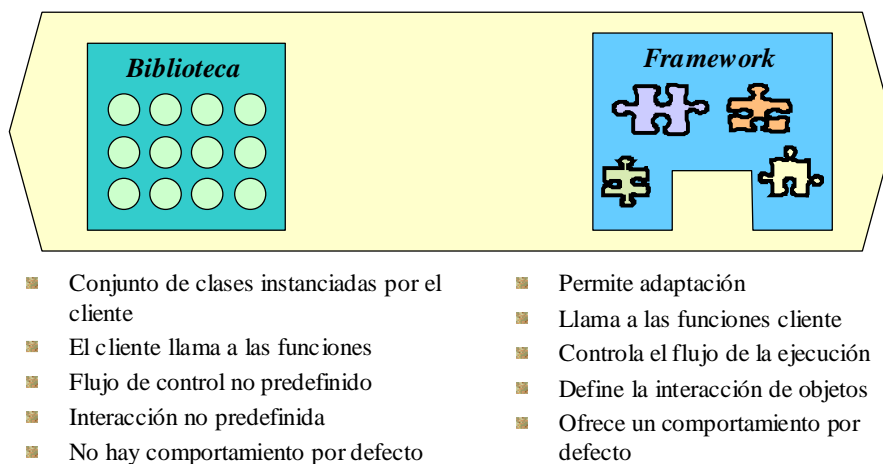 Biblioteca
Framework
Conjunto de clases instanciadas por el
cliente
El cliente llama a las funciones
Flujo de control no predefinido
Interacción no predefinida
No hay comportamiento por defecto
Permite adaptación
Llama a las funciones cliente
Controla el flujo de la ejecución
Define la interacción de objetos
Ofrece un comportamiento por
defecto